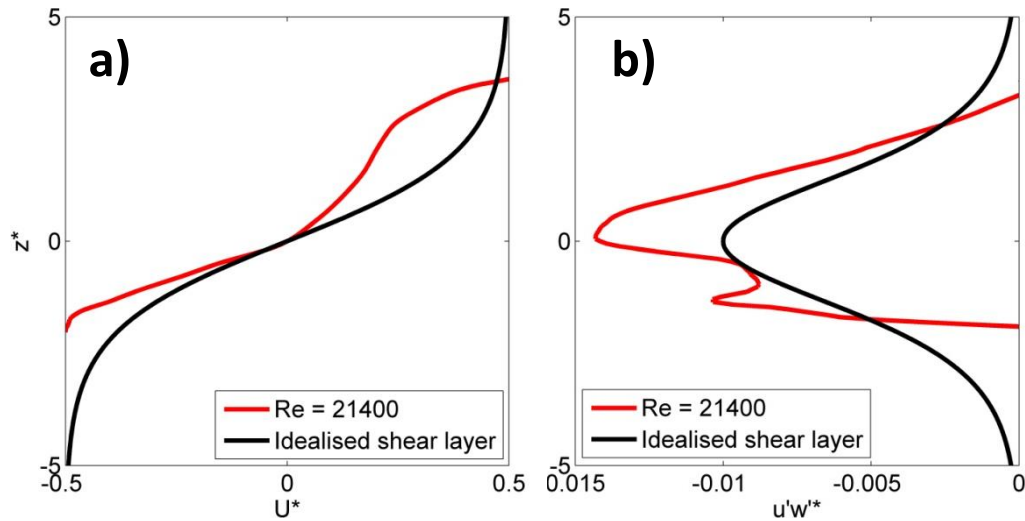 a)
5
0
-5
z*
-0.5
0
0.5
U*
Re = 21400
Idealised shear layer
b)
5
0
-5
0.015
-0.01
-0.005
0
u'w'*
Re = 21400
Idealised shear layer